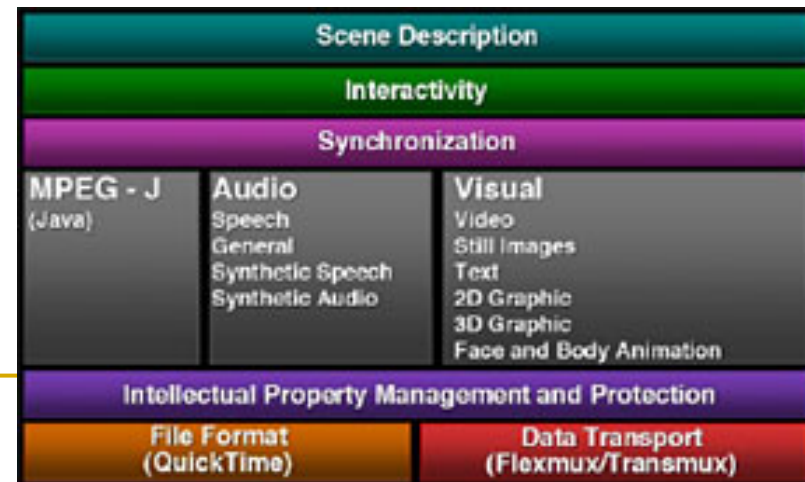 Scene Description
Interactivity
Synchronization
MPEG - J
(Java)
Audio
Speech
General
Synthetic Speech
Synthetic Audio
Visual
Video
Still Images
Text
2D Graphic
3D Graphic
Face and Body Animation
Intellectual Property Management and Protection
File Format
(QuickTime)
Data Transport
(Flexmux/Transmux)